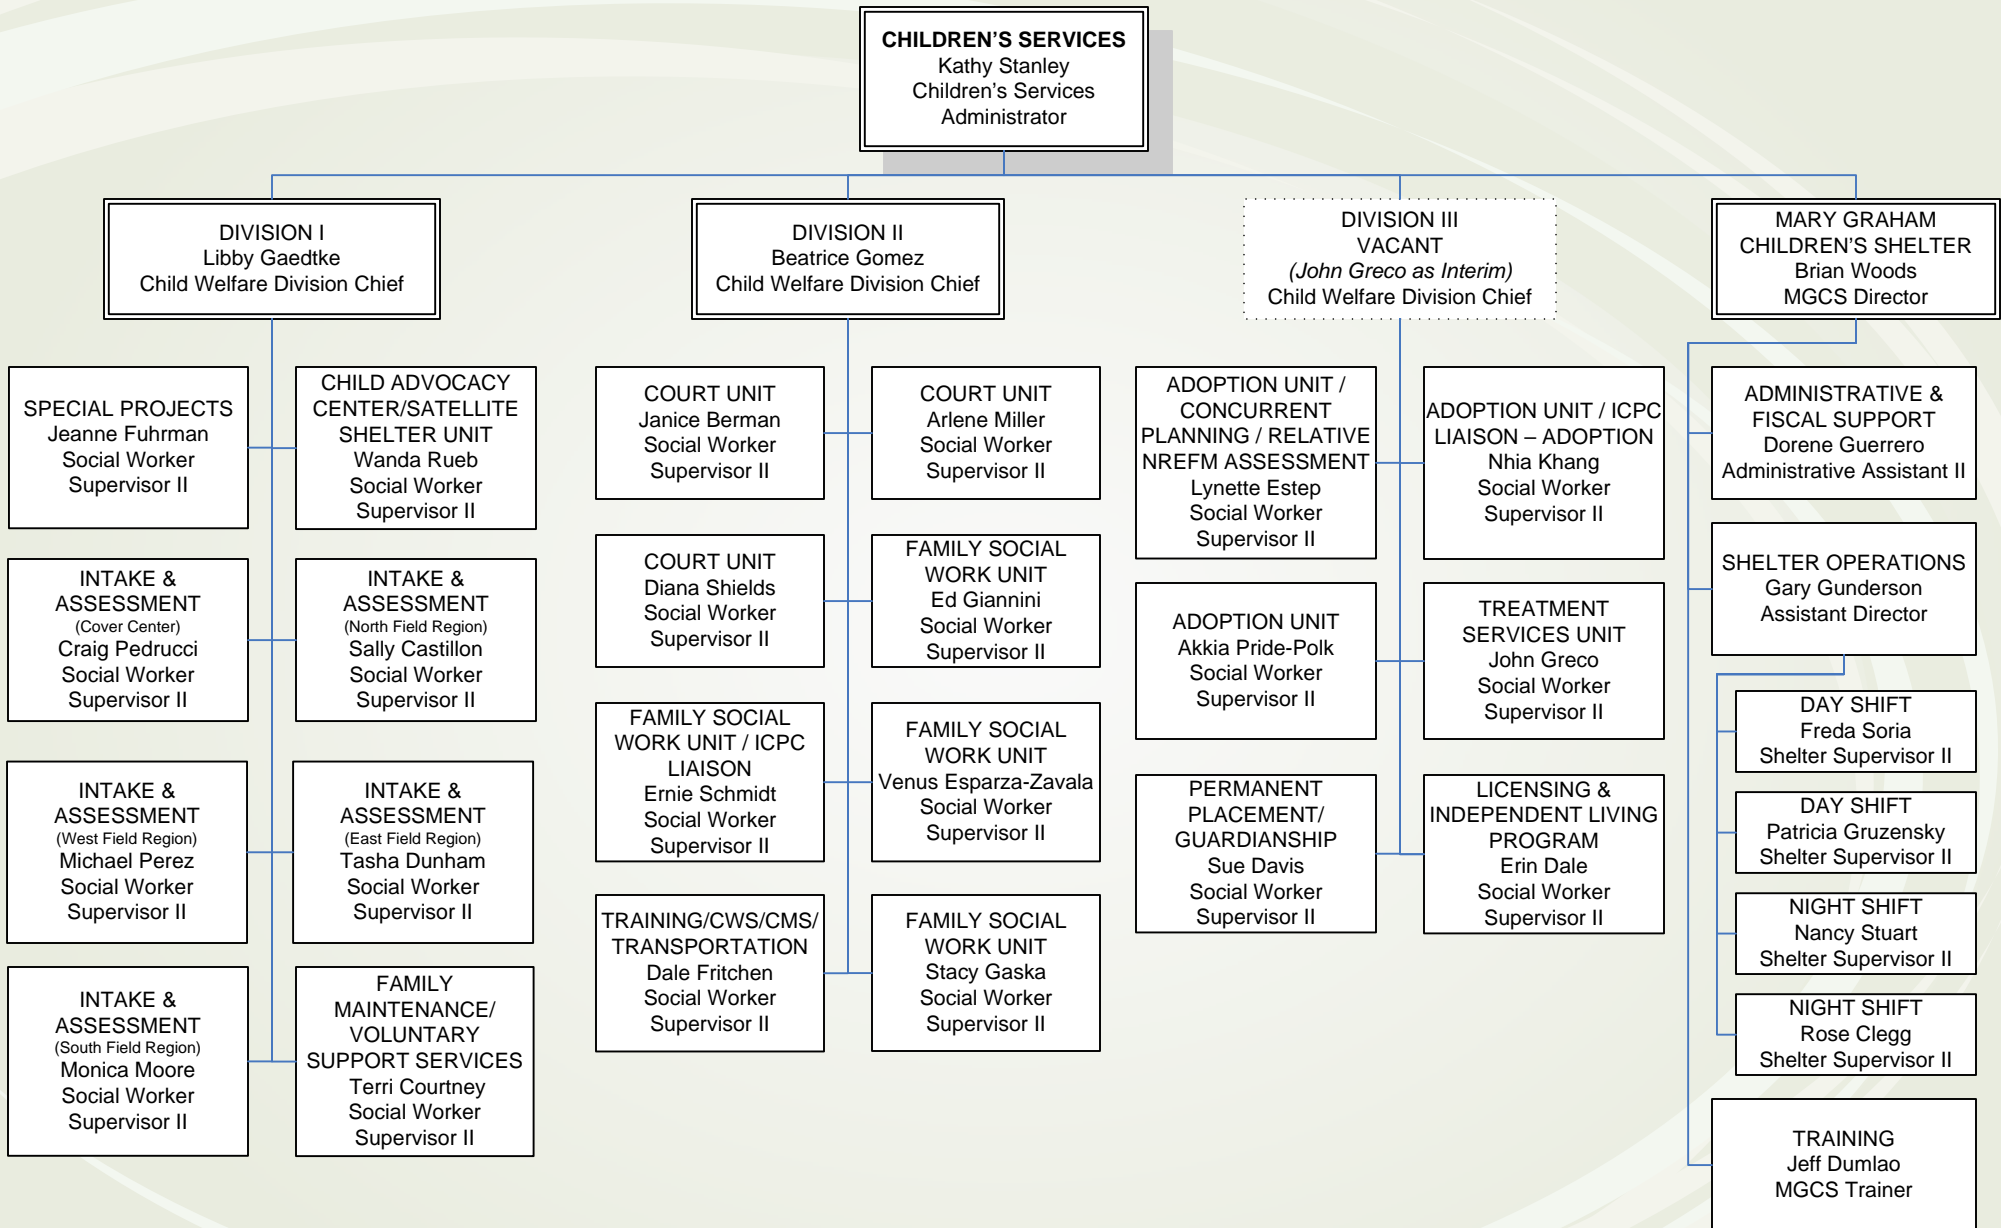 CHILDREN'S SERVICES
Kathy Stanley
Children's Services
Administrator
DIVISION I
Libby Gaedtke
Child Welfare Division Chief
DIVISION II
Beatrice Gomez
Child Welfare Division Chief
DIVISION III
VACANT
(John Greco as Interim)
Child Welfare Division Chief
MARY GRAHAM
CHILDREN'S SHELTER
Brian Woods
MGCS Director
SPECIAL PROJECTS
Jeanne Fuhrman
Social Worker
Supervisor II
CHILD ADVOCACY
CENTER/SATELLITE
SHELTER UNIT
Wanda Rueb
Social Worker
Supervisor II
INTAKE &
ASSESSMENT
(Cover Center)
Craig Pedrucci
Social Worker
Supervisor II
INTAKE &
ASSESSMENT
(North Field Region)
Sally Castillon
Social Worker
Supervisor II
INTAKE &
ASSESSMENT
(West Field Region)
Michael Perez
Social Worker
Supervisor II
INTAKE &
ASSESSMENT
(East Field Region)
Tasha Dunham
Social Worker
Supervisor II
INTAKE &
ASSESSMENT
(South Field Region)
Monica Moore
Social Worker
Supervisor II
FAMILY
MAINTENANCE/
VOLUNTARY
SUPPORT SERVICES
Terri Courtney
Social Worker
Supervisor II
COURT UNIT
Janice Berman
Social Worker
Supervisor II
COURT UNIT
Arlene Miller
Social Worker
Supervisor II
COURT UNIT
Diana Shields
Social Worker
Supervisor II
FAMILY SOCIAL
WORK UNIT
Ed Giannini
Social Worker
Supervisor II
FAMILY SOCIAL
WORK UNIT / ICPC
LIAISON
Ernie Schmidt
Social Worker
Supervisor II
FAMILY SOCIAL
WORK UNIT
Venus Esparza-Zavala
Social Worker
Supervisor II
TRAINING/CWS/CMS/
TRANSPORTATION
Dale Fritchen
Social Worker
Supervisor II
FAMILY SOCIAL
WORK UNIT
Stacy Gaska
Social Worker
Supervisor II
ADOPTION UNIT /
CONCURRENT
PLANNING / RELATIVE
NREFM ASSESSMENT
Lynette Estep
Social Worker
Supervisor II
ADOPTION UNIT / ICPC
LIAISON – ADOPTION
Nhia Khang
Social Worker
Supervisor II
ADOPTION UNIT
Akkia Pride-Polk
Social Worker
Supervisor II
TREATMENT
SERVICES UNIT
John Greco
Social Worker
Supervisor II
PERMANENT
PLACEMENT/
GUARDIANSHIP
Sue Davis
Social Worker
Supervisor II
LICENSING &
INDEPENDENT LIVING
PROGRAM
Erin Dale
Social Worker
Supervisor II
ADMINISTRATIVE &
FISCAL SUPPORT
Dorene Guerrero
Administrative Assistant II
SHELTER OPERATIONS
Gary Gunderson
Assistant Director
DAY SHIFT
Freda Soria
Shelter Supervisor II
DAY SHIFT
Patricia Gruzensky
Shelter Supervisor II
NIGHT SHIFT
Nancy Stuart
Shelter Supervisor II
NIGHT SHIFT
Rose Clegg
Shelter Supervisor II
TRAINING
Jeff Dumlao
MGCS Trainer